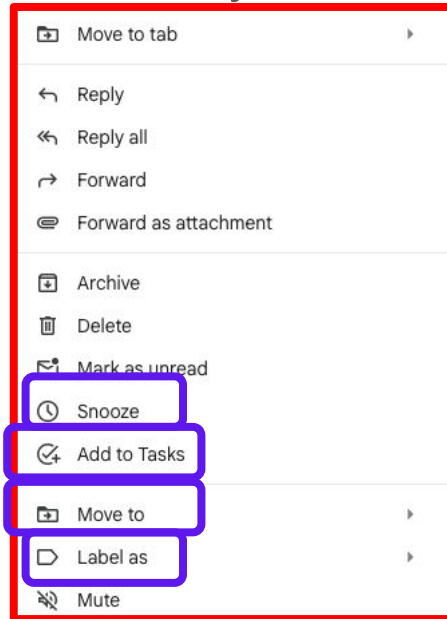 Move to tab
Reply
Reply all
Forward
Forward as attachment
Archive
Delete
Mark as unread
Snooze
Add to Tasks
Move to
Label as
Mute